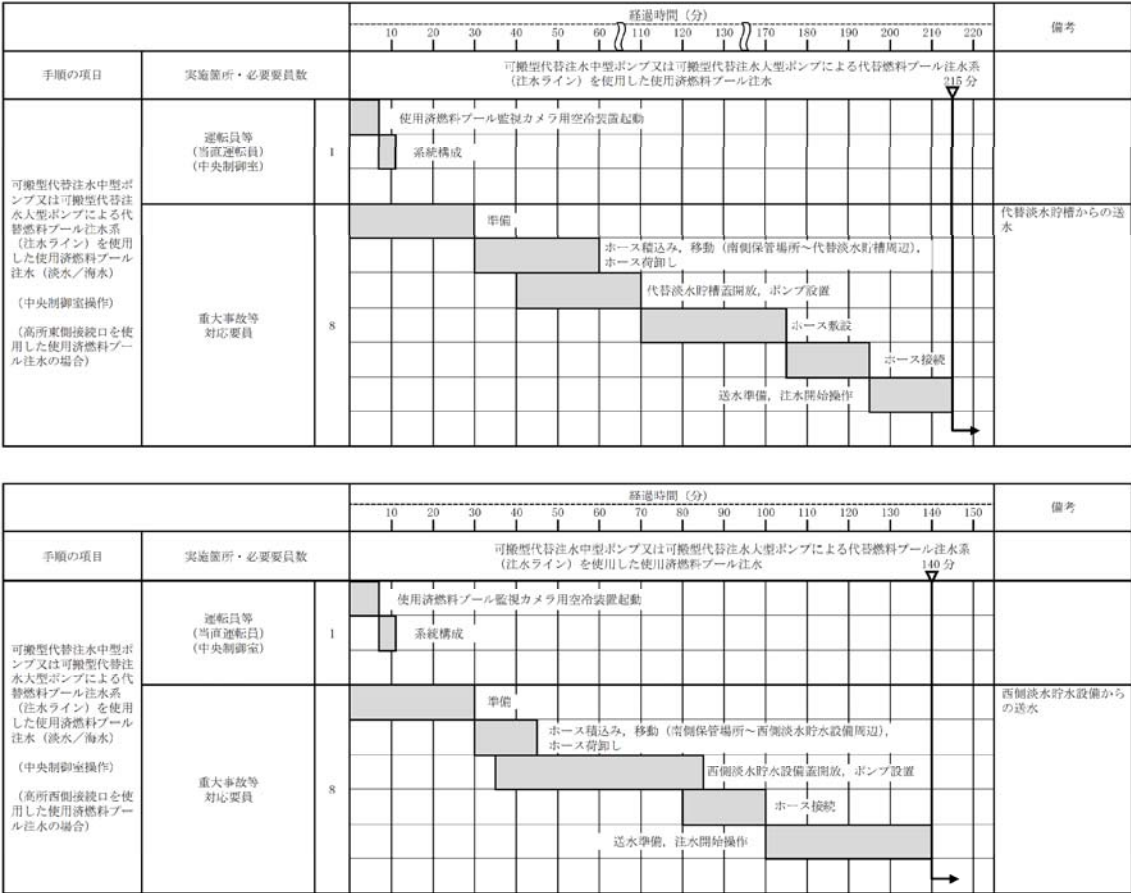 経過時間（分）
備考
10 20 30 40 50 60 110 120 130 170 180 190 200 210 220
手順の項目
実施箇所・必要要員数
可搬型代替注水中型ポンプ又は可搬型代替注水大型ポンプによる代替燃料プール注水系
（注水ライン）を使用した使用済燃料プール注水
215分
可搬型代替注水中型ポ
ンプ又は可搬型代替注
水大型ポンプによる代
替燃料プール注水系
（注水ライン）を使用
した使用済燃料プール
注水（淡水／海水）
（中央制御室操作）
（高所東側接続口を使
用した使用済燃料プー
ル注水の場合）
運転員等
（当直運転員）
（中央制御室）
1
使用済燃料プール監視カメラ用空冷装置起動
系統構成
重大事故等
対応要員
8
準備
ホース積込み，移動（南側保管場所～代替淡水貯槽周辺），
ホース荷卸し
代替淡水貯槽蓋開放，ポンプ設置
ホース敷設
ホース接続
送水準備，注水開始操作
代替淡水貯槽からの送
水
経過時間（分）
備考
10 20 30 40 50 60 70 80 90 100 110 120 130 140 150
手順の項目
実施箇所・必要要員数
可搬型代替注水中型ポンプ又は可搬型代替注水大型ポンプによる代替燃料プール注水系
（注水ライン）を使用した使用済燃料プール注水
140分
可搬型代替注水中型ポ
ンプ又は可搬型代替注
水大型ポンプによる代
替燃料プール注水系
（注水ライン）を使用
した使用済燃料プール
注水（淡水／海水）
（中央制御室操作）
（高所西側接続口を使
用した使用済燃料プー
ル注水の場合）
運転員等
（当直運転員）
（中央制御室）
1
使用済燃料プール監視カメラ用空冷装置起動
系統構成
重大事故等
対応要員
8
準備
ホース積込み，移動（南側保管場所～西側淡水貯水設備周辺），
ホース荷卸し
西側淡水貯水設備蓋開放，ポンプ設置
ホース接続
送水準備，注水開始操作
西側淡水貯水設備から
の送水